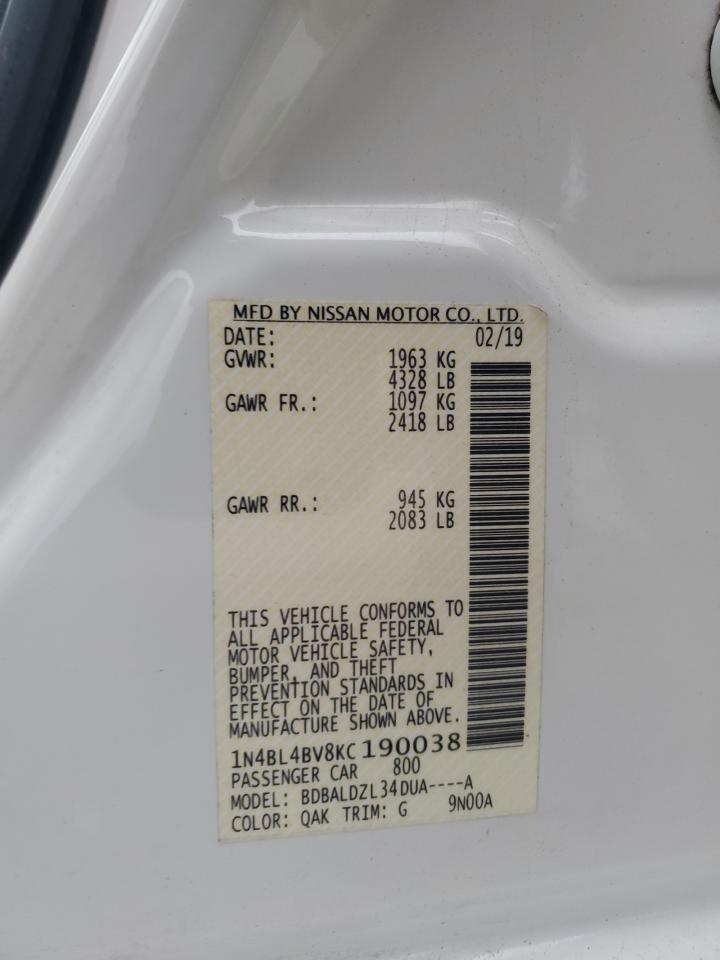 MFD BY NISSAN MOTOR CO., LTD.
DATE: 02/19
GVWR: 1963 KG
4328 LB
GAWR FR.: 1097 KG
2418 LB
GAWR RR.: 945 KG
2083 LB
THIS VEHICLE CONFORMS TO
ALL APPLICABLE FEDERAL
MOTOR VEHICLE SAFETY,
BUMPER, AND THEFT
PREVENTION STANDARDS IN
EFFECT ON THE DATE OF
MANUFACTURE SHOWN ABOVE.
1N4BL4BV8KC190038
PASSENGER CAR 800
MODEL: BDBALDZL34DUA----A
COLOR: QAK TRIM: G 9N00A